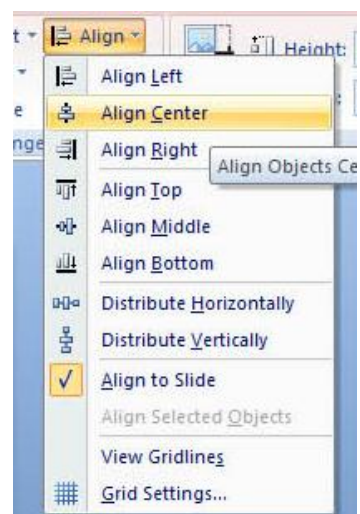 Align
Height:
Align Left
Align Center
Align Right
Align Objects Ce
Align Top
Align Middle
Align Bottom
Distribute Horizontally
Distribute Vertically
Align to Slide
Align Selected Objects
View Gridlines
Grid Settings...